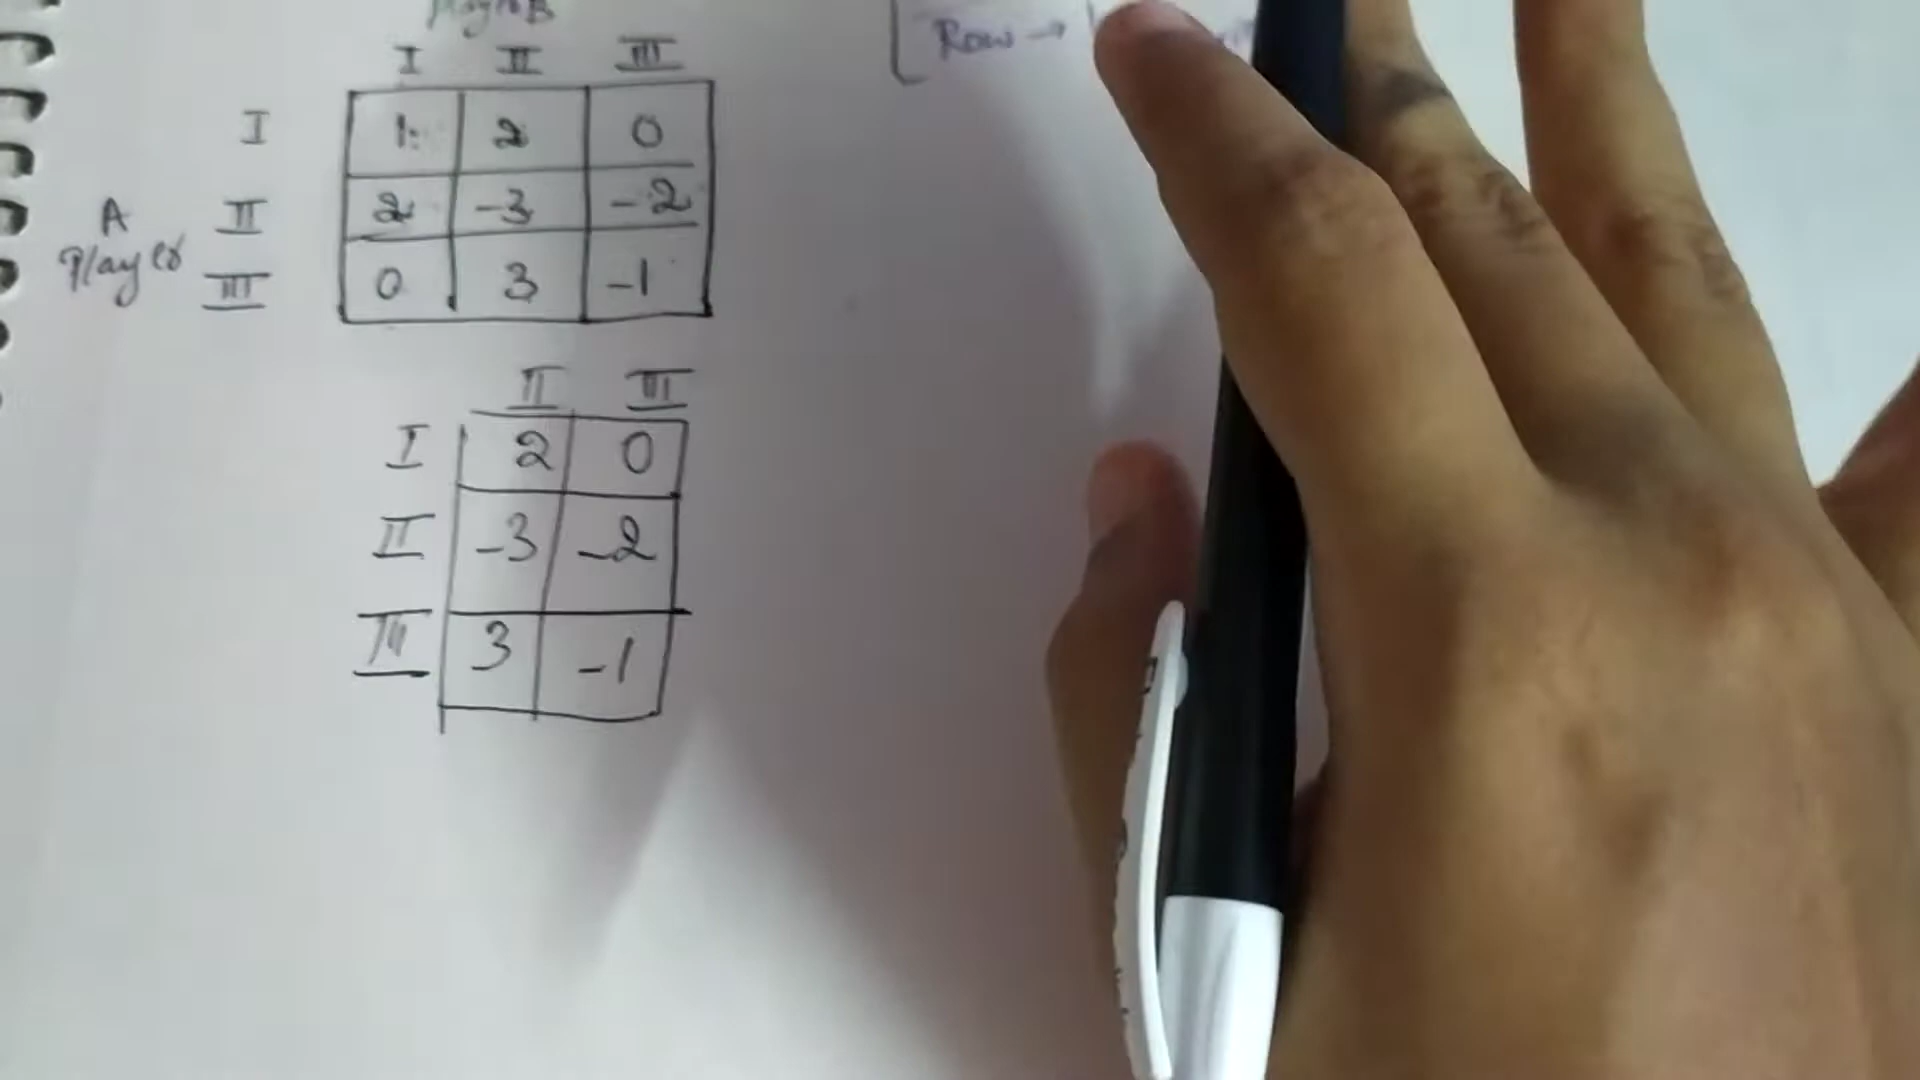 Row →
I II III
I 1 2 0
A
Player
II 2 -3 -2
III 0 3 -1
II III
I 2 0
II -3 -2
III 3 -1